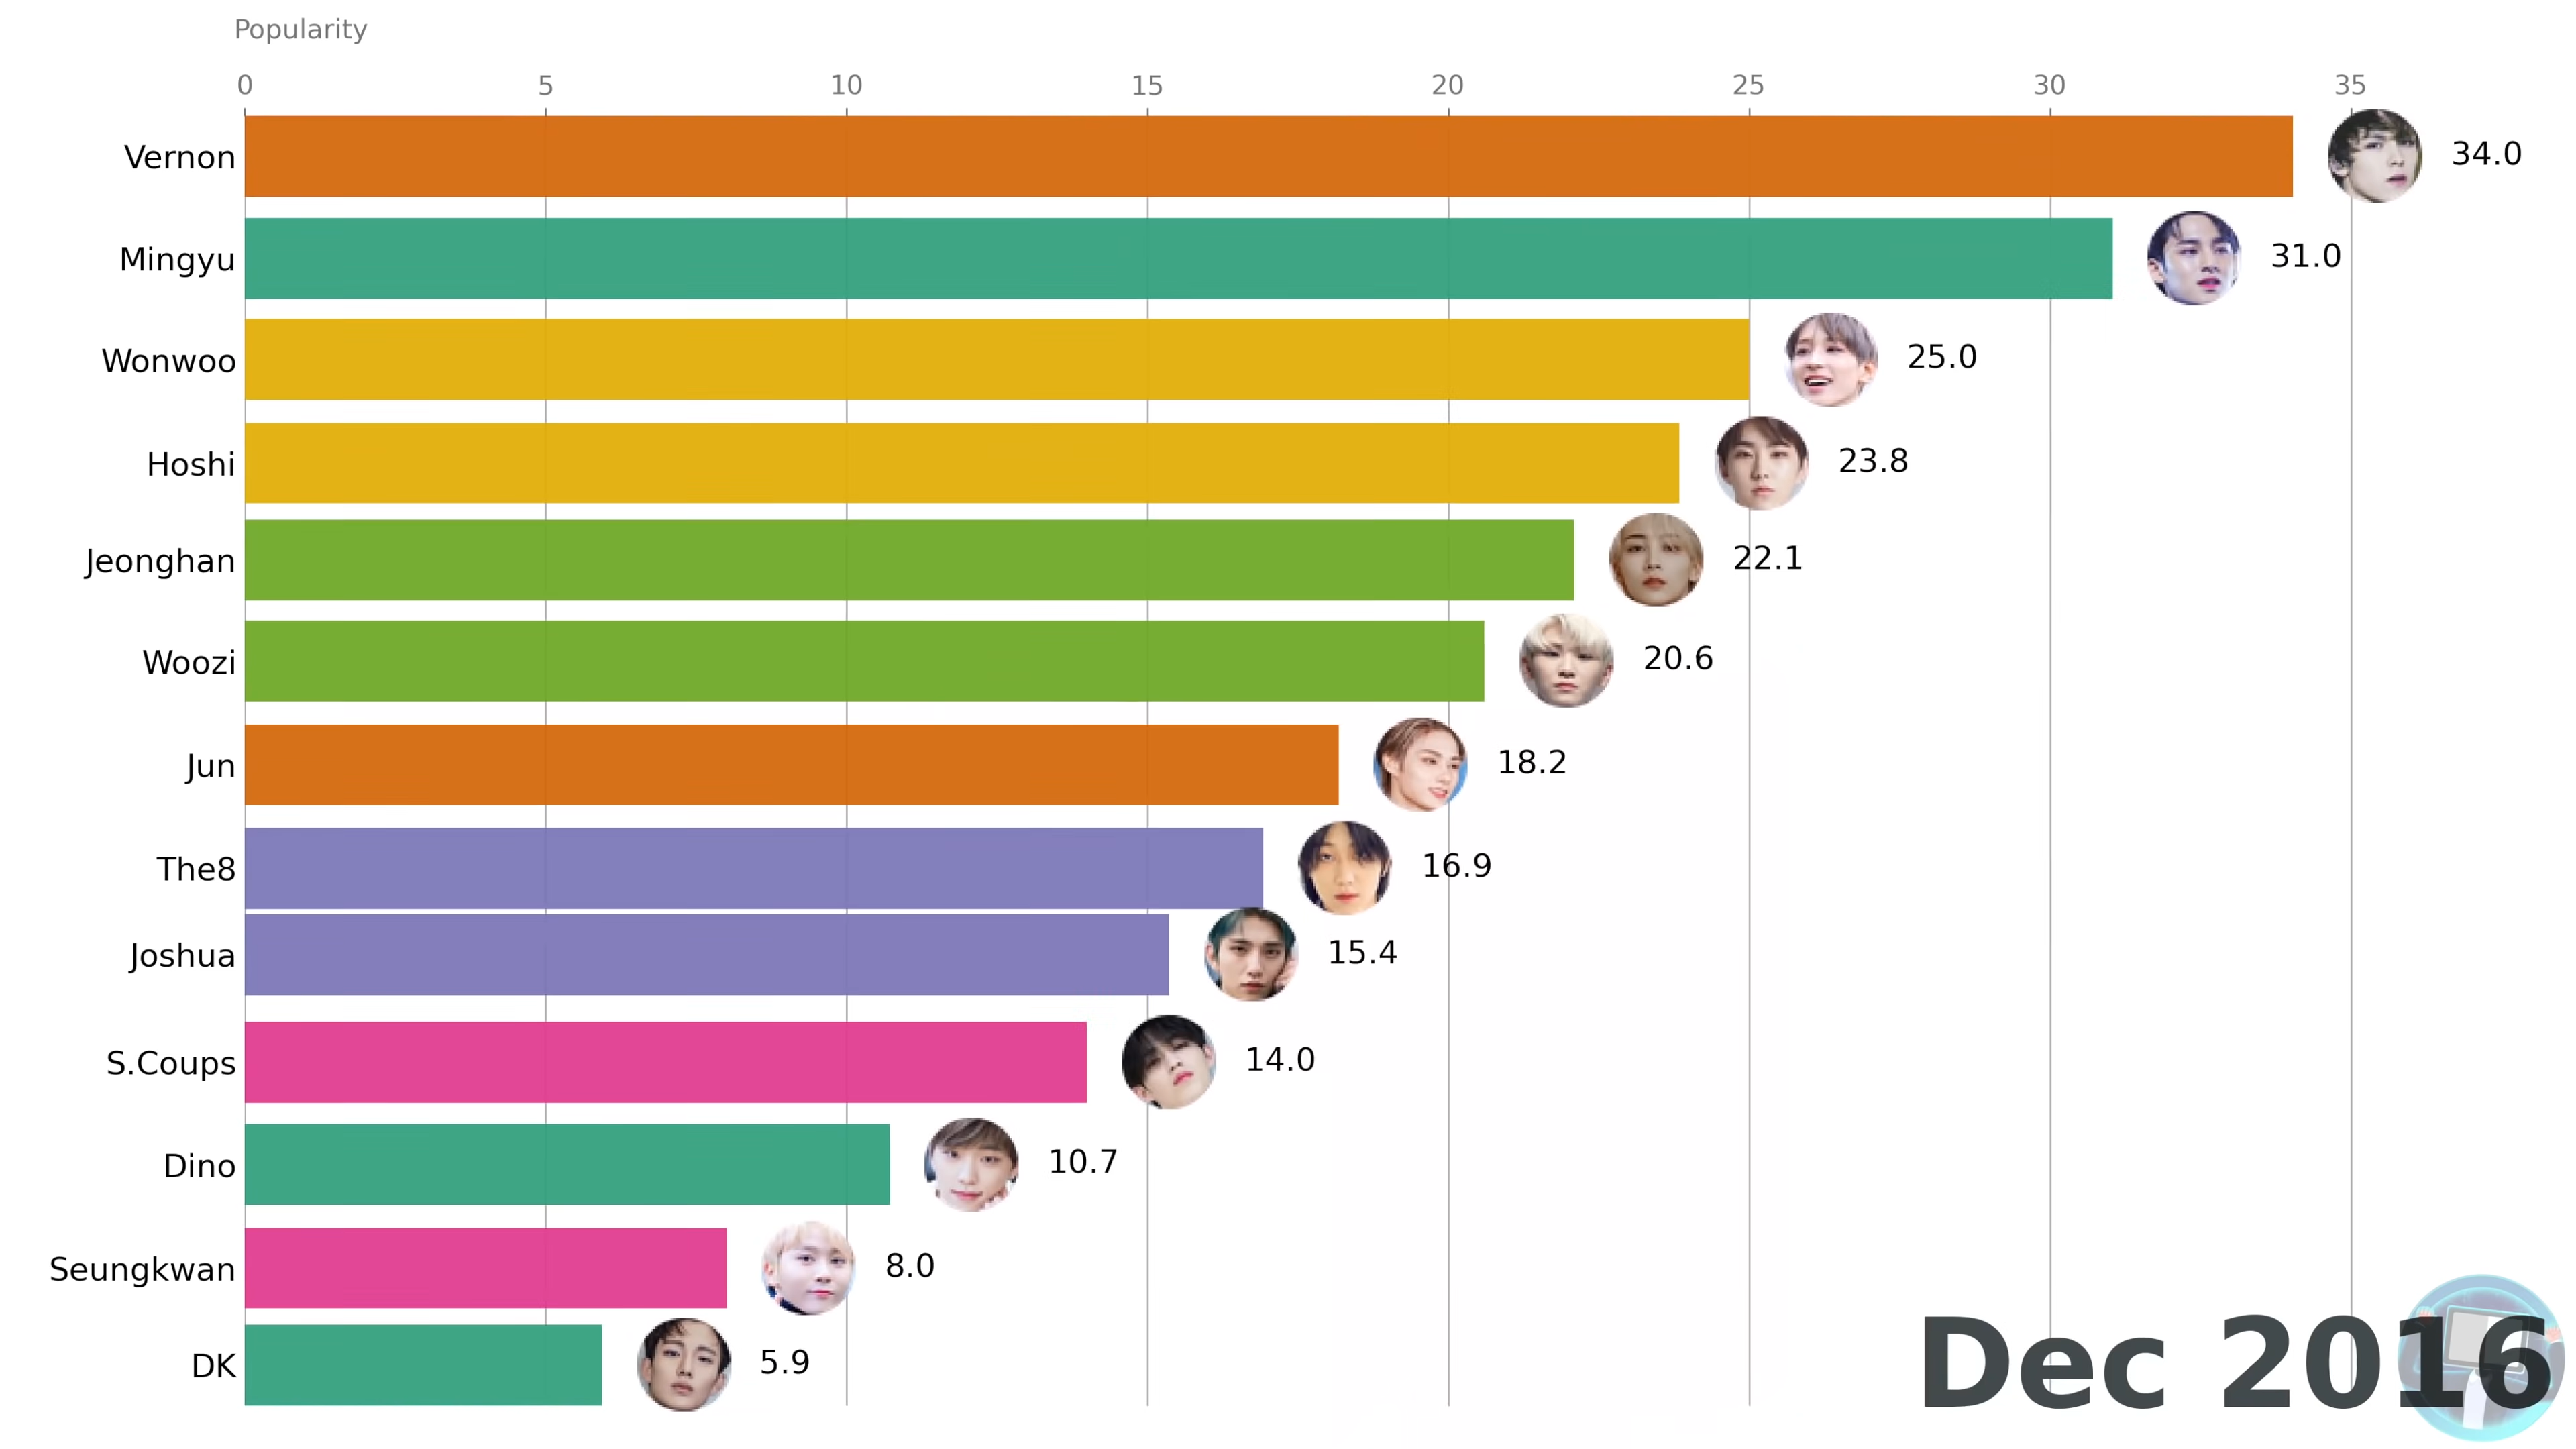 Popularity
0 5 10 15 20 25 30 35
Vernon 34.0
Mingyu 31.0
Wonwoo 25.0
Hoshi 23.8
Jeonghan 22.1
Woozi 20.6
Jun 18.2
The8 16.9
Joshua 15.4
S.Coups 14.0
Dino 10.7
Seungkwan 8.0
DK 5.9
Dec 2016